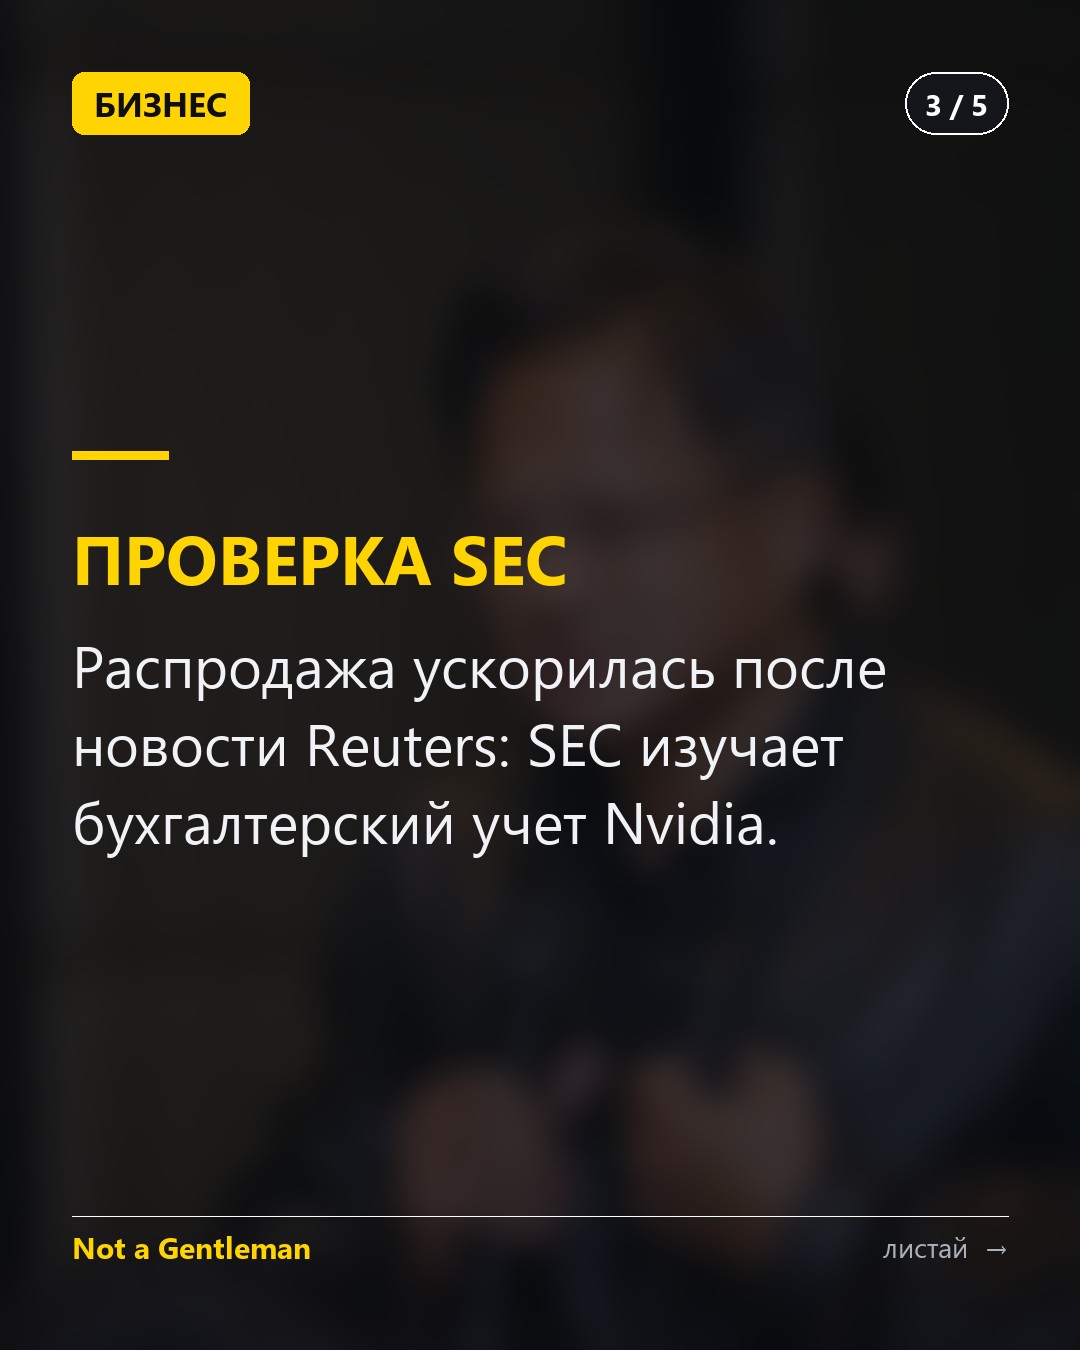 БИЗНЕС
3 / 5
ПРОВЕРКА SEC
Распродажа ускорилась после
новости Reuters: SEC изучает
бухгалтерский учет Nvidia.
Not a Gentleman
листай →